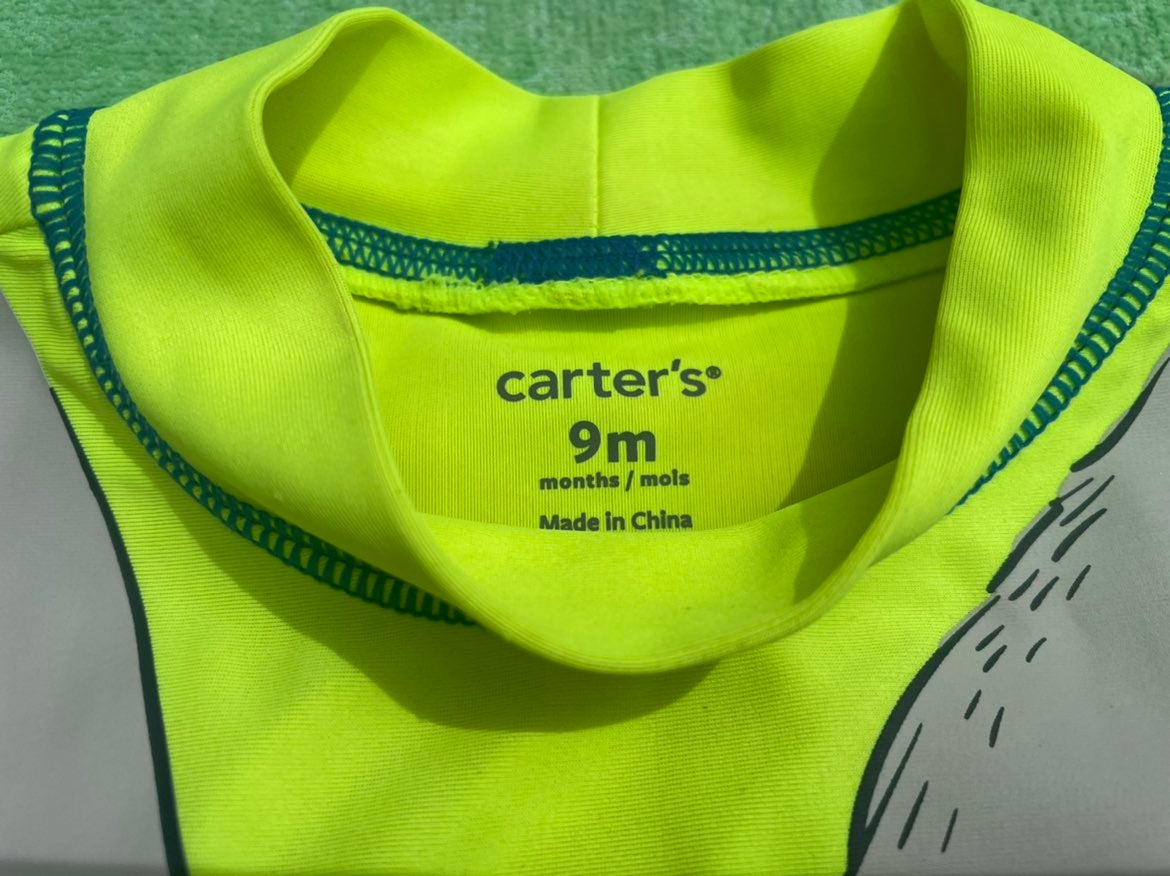 carter's®
9m
months / mois
Made in China